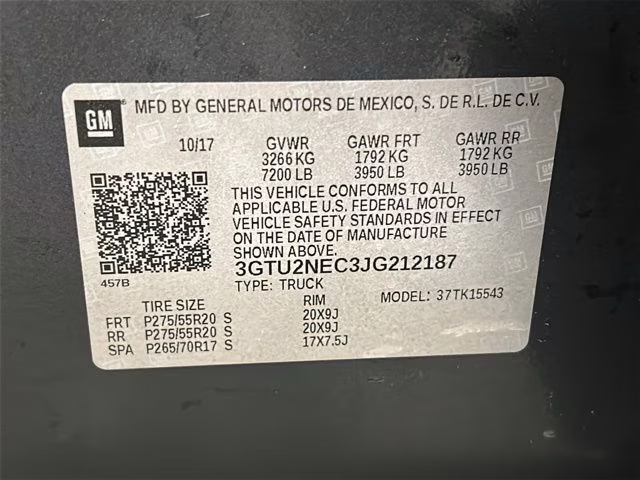 GM
MFD BY GENERAL MOTORS DE MEXICO, S. DE R.L. DE C.V.
10/17 GVWR GAWR FRT GAWR RR
3266 KG 1792 KG 1792 KG
7200 LB 3950 LB 3950 LB
THIS VEHICLE CONFORMS TO ALL
APPLICABLE U.S. FEDERAL MOTOR
VEHICLE SAFETY STANDARDS IN EFFECT
ON THE DATE OF MANUFACTURE
SHOWN ABOVE.
3GTU2NEC3JG212187
457B TYPE: TRUCK MODEL: 37TK15543
TIRE SIZE RIM
FRT P275/55R20 S 20X9J
RR P275/55R20 S 20X9J
SPA P265/70R17 S 17X7.5J